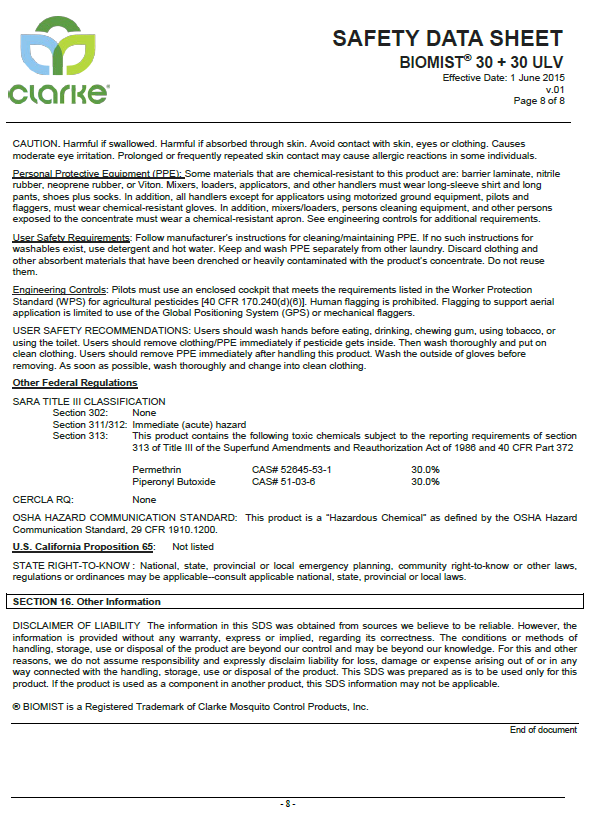 SAFETY DATA SHEET
BIOMIST® 30 + 30 ULV
Effective Date: 1 June 2015
v.01
Page 8 of 8
CLARKE®
CAUTION. Harmful if swallowed. Harmful if absorbed through skin. Avoid contact with skin, eyes or clothing. Causes
moderate eye irritation. Prolonged or frequently repeated skin contact may cause allergic reactions in some individuals.
Personal Protective Equipment (PPE): Some materials that are chemical-resistant to this product are: barrier laminate, nitrile
rubber, neoprene rubber, or Viton. Mixers, loaders, applicators, and other handlers must wear long-sleeve shirt and long
pants, shoes plus socks. In addition, all handlers except for applicators using motorized ground equipment, pilots and
flaggers, must wear chemical-resistant gloves. In addition, mixers/loaders, persons cleaning equipment, and other persons
exposed to the concentrate must wear a chemical-resistant apron. See engineering controls for additional requirements.
User Safety Requirements: Follow manufacturer's instructions for cleaning/maintaining PPE. If no such instructions for
washables exist, use detergent and hot water. Keep and wash PPE separately from other laundry. Discard clothing and
other absorbent materials that have been drenched or heavily contaminated with the product's concentrate. Do not reuse
them.
Engineering Controls: Pilots must use an enclosed cockpit that meets the requirements listed in the Worker Protection
Standard (WPS) for agricultural pesticides [40 CFR 170.240(d)(6)]. Human flagging is prohibited. Flagging to support aerial
application is limited to use of the Global Positioning System (GPS) or mechanical flaggers.
USER SAFETY RECOMMENDATIONS: Users should wash hands before eating, drinking, chewing gum, using tobacco, or
using the toilet. Users should remove clothing/PPE immediately if pesticide gets inside. Then wash thoroughly and put on
clean clothing. Users should remove PPE immediately after handling this product. Wash the outside of gloves before
removing. As soon as possible, wash thoroughly and change into clean clothing.
Other Federal Regulations
SARA TITLE III CLASSIFICATION
Section 302: None
Section 311/312: Immediate (acute) hazard
Section 313: This product contains the following toxic chemicals subject to the reporting requirements of section
313 of Title III of the Superfund Amendments and Reauthorization Act of 1986 and 40 CFR Part 372
Permethrin CAS# 52645-53-1 30.0%
Piperonyl Butoxide CAS# 51-03-6 30.0%
CERCLA RQ: None
OSHA HAZARD COMMUNICATION STANDARD: This product is a “Hazardous Chemical” as defined by the OSHA Hazard
Communication Standard, 29 CFR 1910.1200.
U.S. California Proposition 65: Not listed
STATE RIGHT-TO-KNOW : National, state, provincial or local emergency planning, community right-to-know or other laws,
regulations or ordinances may be applicable--consult applicable national, state, provincial or local laws.
SECTION 16. Other Information
DISCLAIMER OF LIABILITY The information in this SDS was obtained from sources we believe to be reliable. However, the
information is provided without any warranty, express or implied, regarding its correctness. The conditions or methods of
handling, storage, use or disposal of the product are beyond our control and may be beyond our knowledge. For this and other
reasons, we do not assume responsibility and expressly disclaim liability for loss, damage or expense arising out of or in any
way connected with the handling, storage, use or disposal of the product. This SDS was prepared as is to be used only for this
product. If the product is used as a component in another product, this SDS information may not be applicable.
® BIOMIST is a Registered Trademark of Clarke Mosquito Control Products, Inc.
End of document
- 8 -